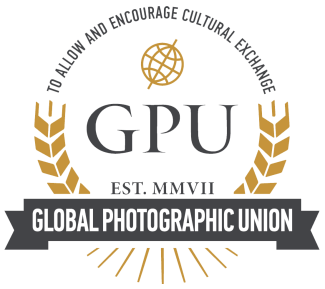 TO ALLOW AND ENCOURAGE CULTURAL EXCHANGE
GPU
EST. MMVII
GLOBAL PHOTOGRAPHIC UNION